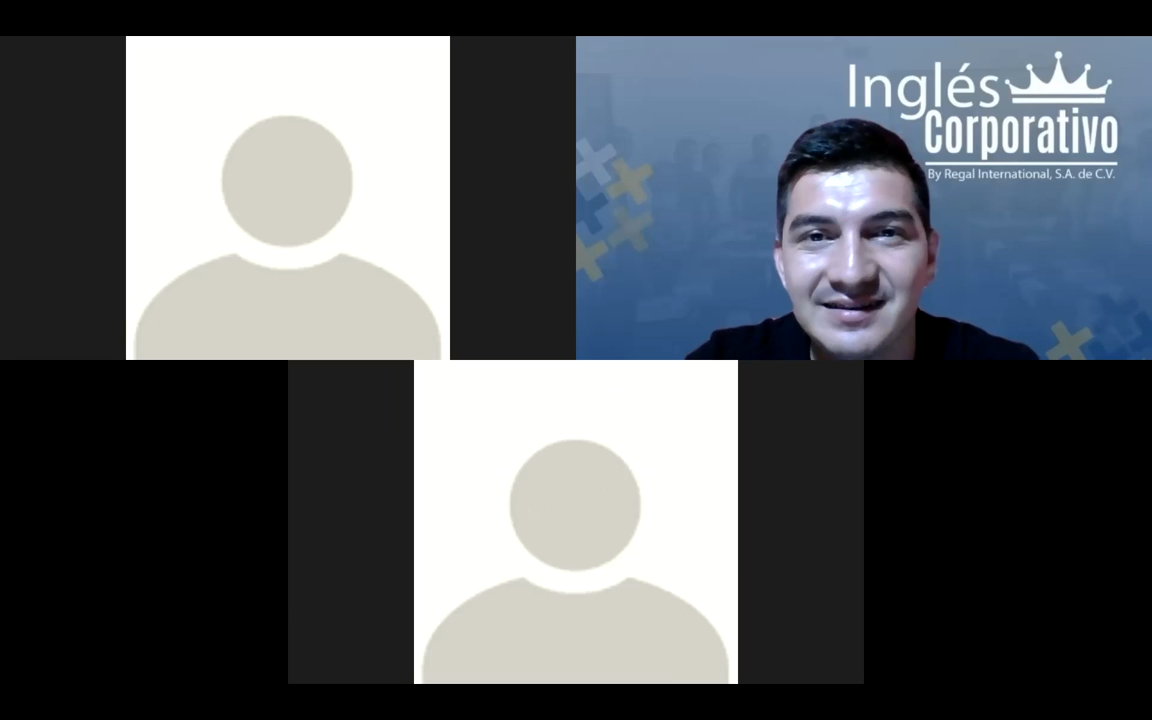 Inglés
Corporativo
By Regal International, S.A. de C.V.